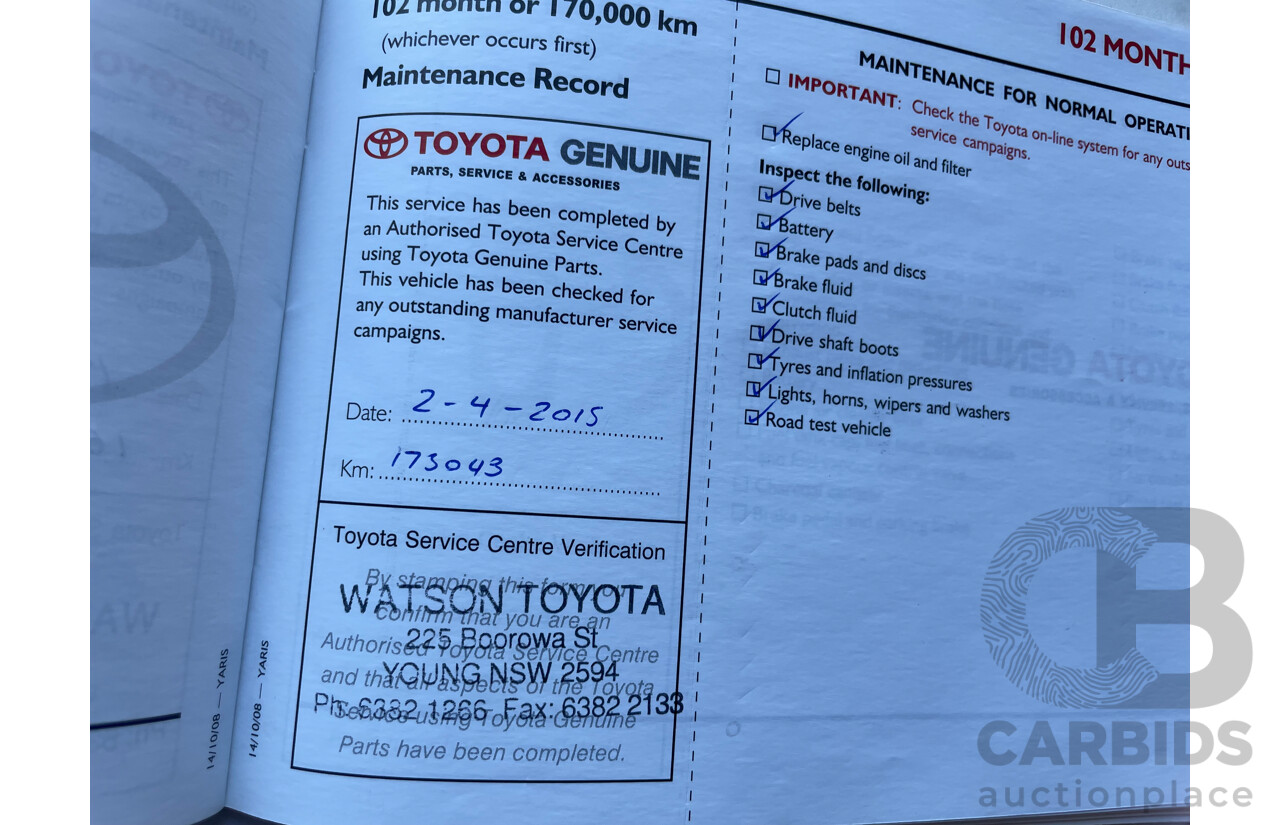 102 month or 170,000 km
(whichever occurs first)
Maintenance Record
TOYOTA GENUINE
PARTS, SERVICE & ACCESSORIES
This service has been completed by
an Authorised Toyota Service Centre
using Toyota Genuine Parts.
This vehicle has been checked for
any outstanding manufacturer service
campaigns.
Date: 2-4-2015
Km: 173043
Toyota Service Centre Verification
By stamping this form you
confirm that you are an
Authorised Toyota Service Centre
and that all aspects of the Toyota
Service using Toyota Genuine
Parts have been completed.
WATSON TOYOTA
225 Boorowa St
YOUNG NSW 2594
Ph: 6382 1266 Fax: 6382 2133
14/10/08 — YARIS
14/10/08 — YARIS
102 MONTH
MAINTENANCE FOR NORMAL OPERATI
IMPORTANT: Check the Toyota on-line system for any outs
service campaigns.
Replace engine oil and filter
Inspect the following:
Drive belts
Battery
Brake pads and discs
Brake fluid
Clutch fluid
Drive shaft boots
Tyres and inflation pressures
Lights, horns, wipers and washers
Road test vehicle
CB
CARBIDS
auctionplace